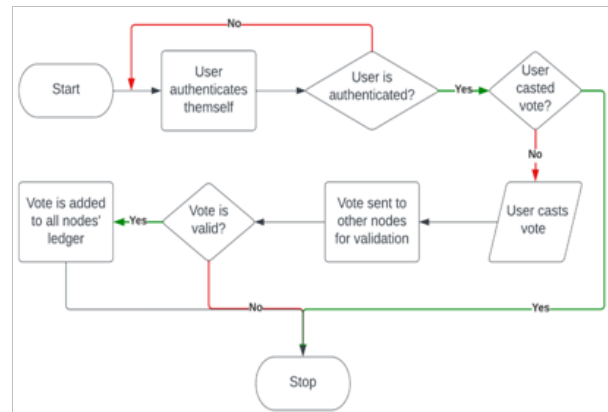 No
Start
User
authenticates
themself
User is
authenticated?
Yes
User
casted
vote?
No
Vote is added
to all nodes'
ledger
Yes
Vote is
valid?
Vote sent to
other nodes
for validation
User casts
vote
No
Yes
Stop